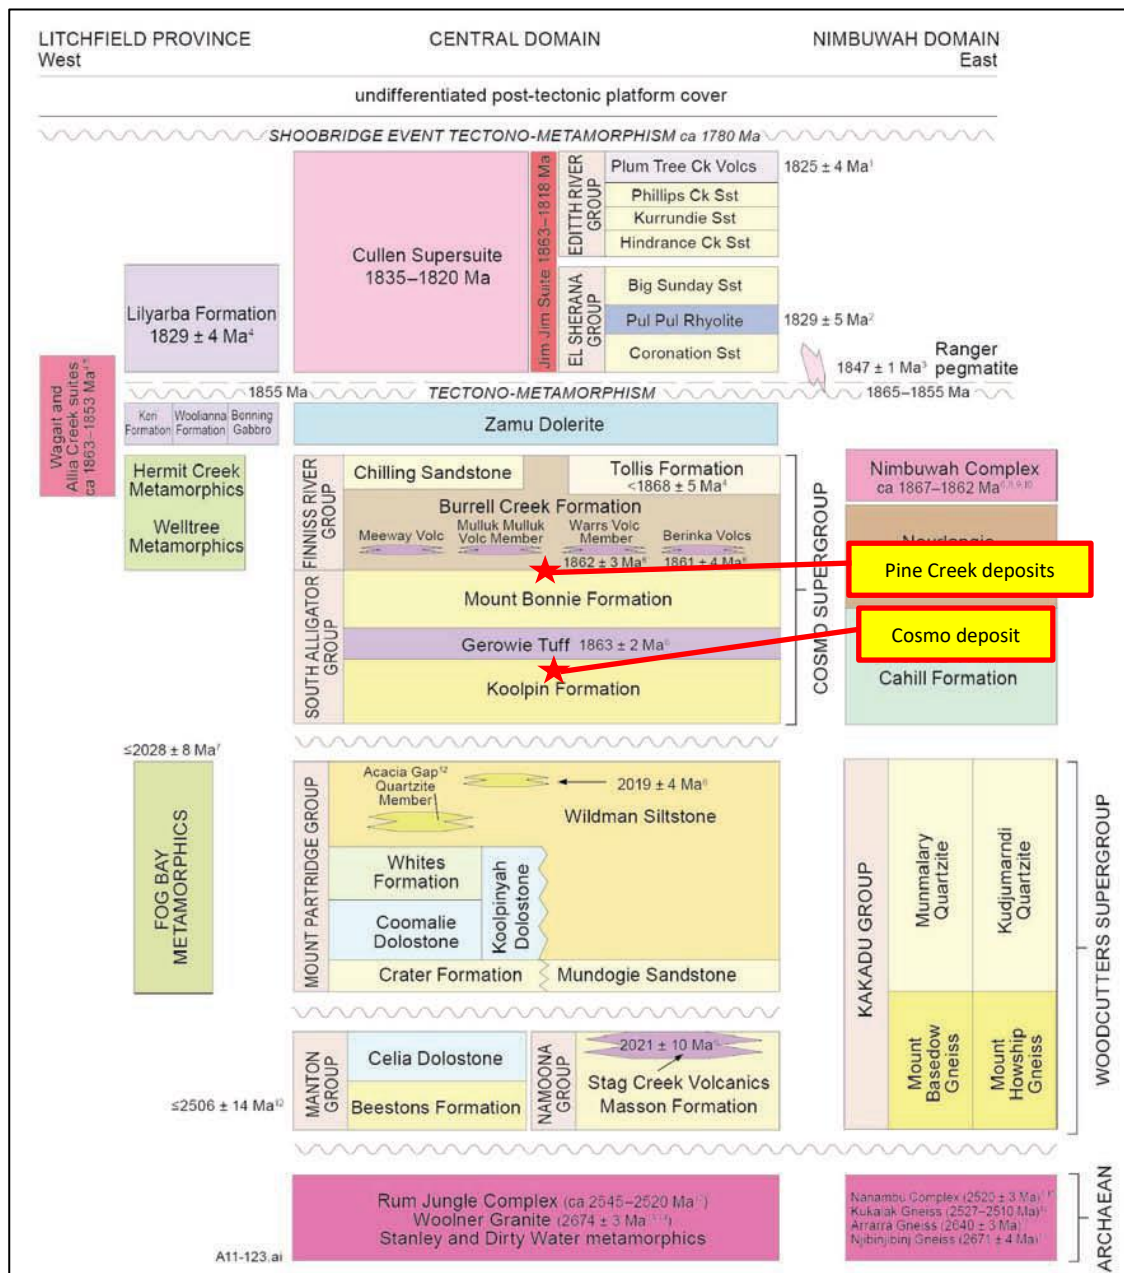 LITCHFIELD PROVINCE
West
CENTRAL DOMAIN
NIMBUWAH DOMAIN
East
undifferentiated post-tectonic platform cover
SHOOBRIDGE EVENT TECTONO-METAMORPHISM ca 1780 Ma
Cullen Supersuite
1835–1820 Ma
Jim Jim Suite 1863–1818 Ma
EDITTH RIVER
GROUP
Plum Tree Ck Volcs
1825 ± 4 Ma¹
Phillips Ck Sst
Kurrundie Sst
Hindrance Ck Sst
EL SHERANA
GROUP
Big Sunday Sst
Pul Pul Rhyolite
1829 ± 5 Ma²
Coronation Sst
Lilyarba Formation
1829 ± 4 Ma⁴
1847 ± 1 Ma³
Ranger
pegmatite
Wagait and
Allia Creek suites
ca 1863–1853 Ma
1855 Ma
TECTONO-METAMORPHISM
1865–1855 Ma
Keri
Formation
Woolianna
Formation
Benning
Gabbro
Zamu Dolerite
Hermit Creek
Metamorphics
Welltree
Metamorphics
FINNISS RIVER
GROUP
Chilling Sandstone
Tollis Formation
<1868 ± 5 Ma⁴
Burrell Creek Formation
Meeway Volc
Mulluk Mulluk
Volc Member
Warrs Volc
Member
1862 ± 3 Ma
Berinka Volcs
1861 ± 4 Ma
Nimbuwah Complex
ca 1867–1862 Ma
Pine Creek deposits
SOUTH ALLIGATOR
GROUP
Mount Bonnie Formation
Gerowie Tuff 1863 ± 2 Ma
Koolpin Formation
COSMO SUPERGROUP
Cosmo deposit
Cahill Formation
≤2028 ± 8 Ma⁷
FOG BAY
METAMORPHICS
MOUNT PARTRIDGE GROUP
Acacia Gap¹²
Quartzite
Member
2019 ± 4 Ma
Wildman Siltstone
Whites
Formation
Coomalie
Dolostone
Koolpinyah
Dolostone
Crater Formation
Mundogie Sandstone
KAKADU GROUP
Munmalary
Quartzite
Kudjumarndi
Quartzite
Mount
Basedow
Gneiss
Mount
Howship
Gneiss
WOODCUTTERS SUPERGROUP
≤2506 ± 14 Ma¹²
MANTON
GROUP
Celia Dolostone
Beestons Formation
NAMOONA
GROUP
2021 ± 10 Ma
Stag Creek Volcanics
Masson Formation
Rum Jungle Complex (ca 2545–2520 Ma)
Woolner Granite (2674 ± 3 Ma)
Stanley and Dirty Water metamorphics
Nanambu Complex (2520 ± 3 Ma)
Kukalak Gneiss (2527–2510 Ma)
Arrarra Gneiss (2640 ± 3 Ma)
Njibinjibinj Gneiss (2671 ± 4 Ma)
ARCHAEAN
A11-123.ai